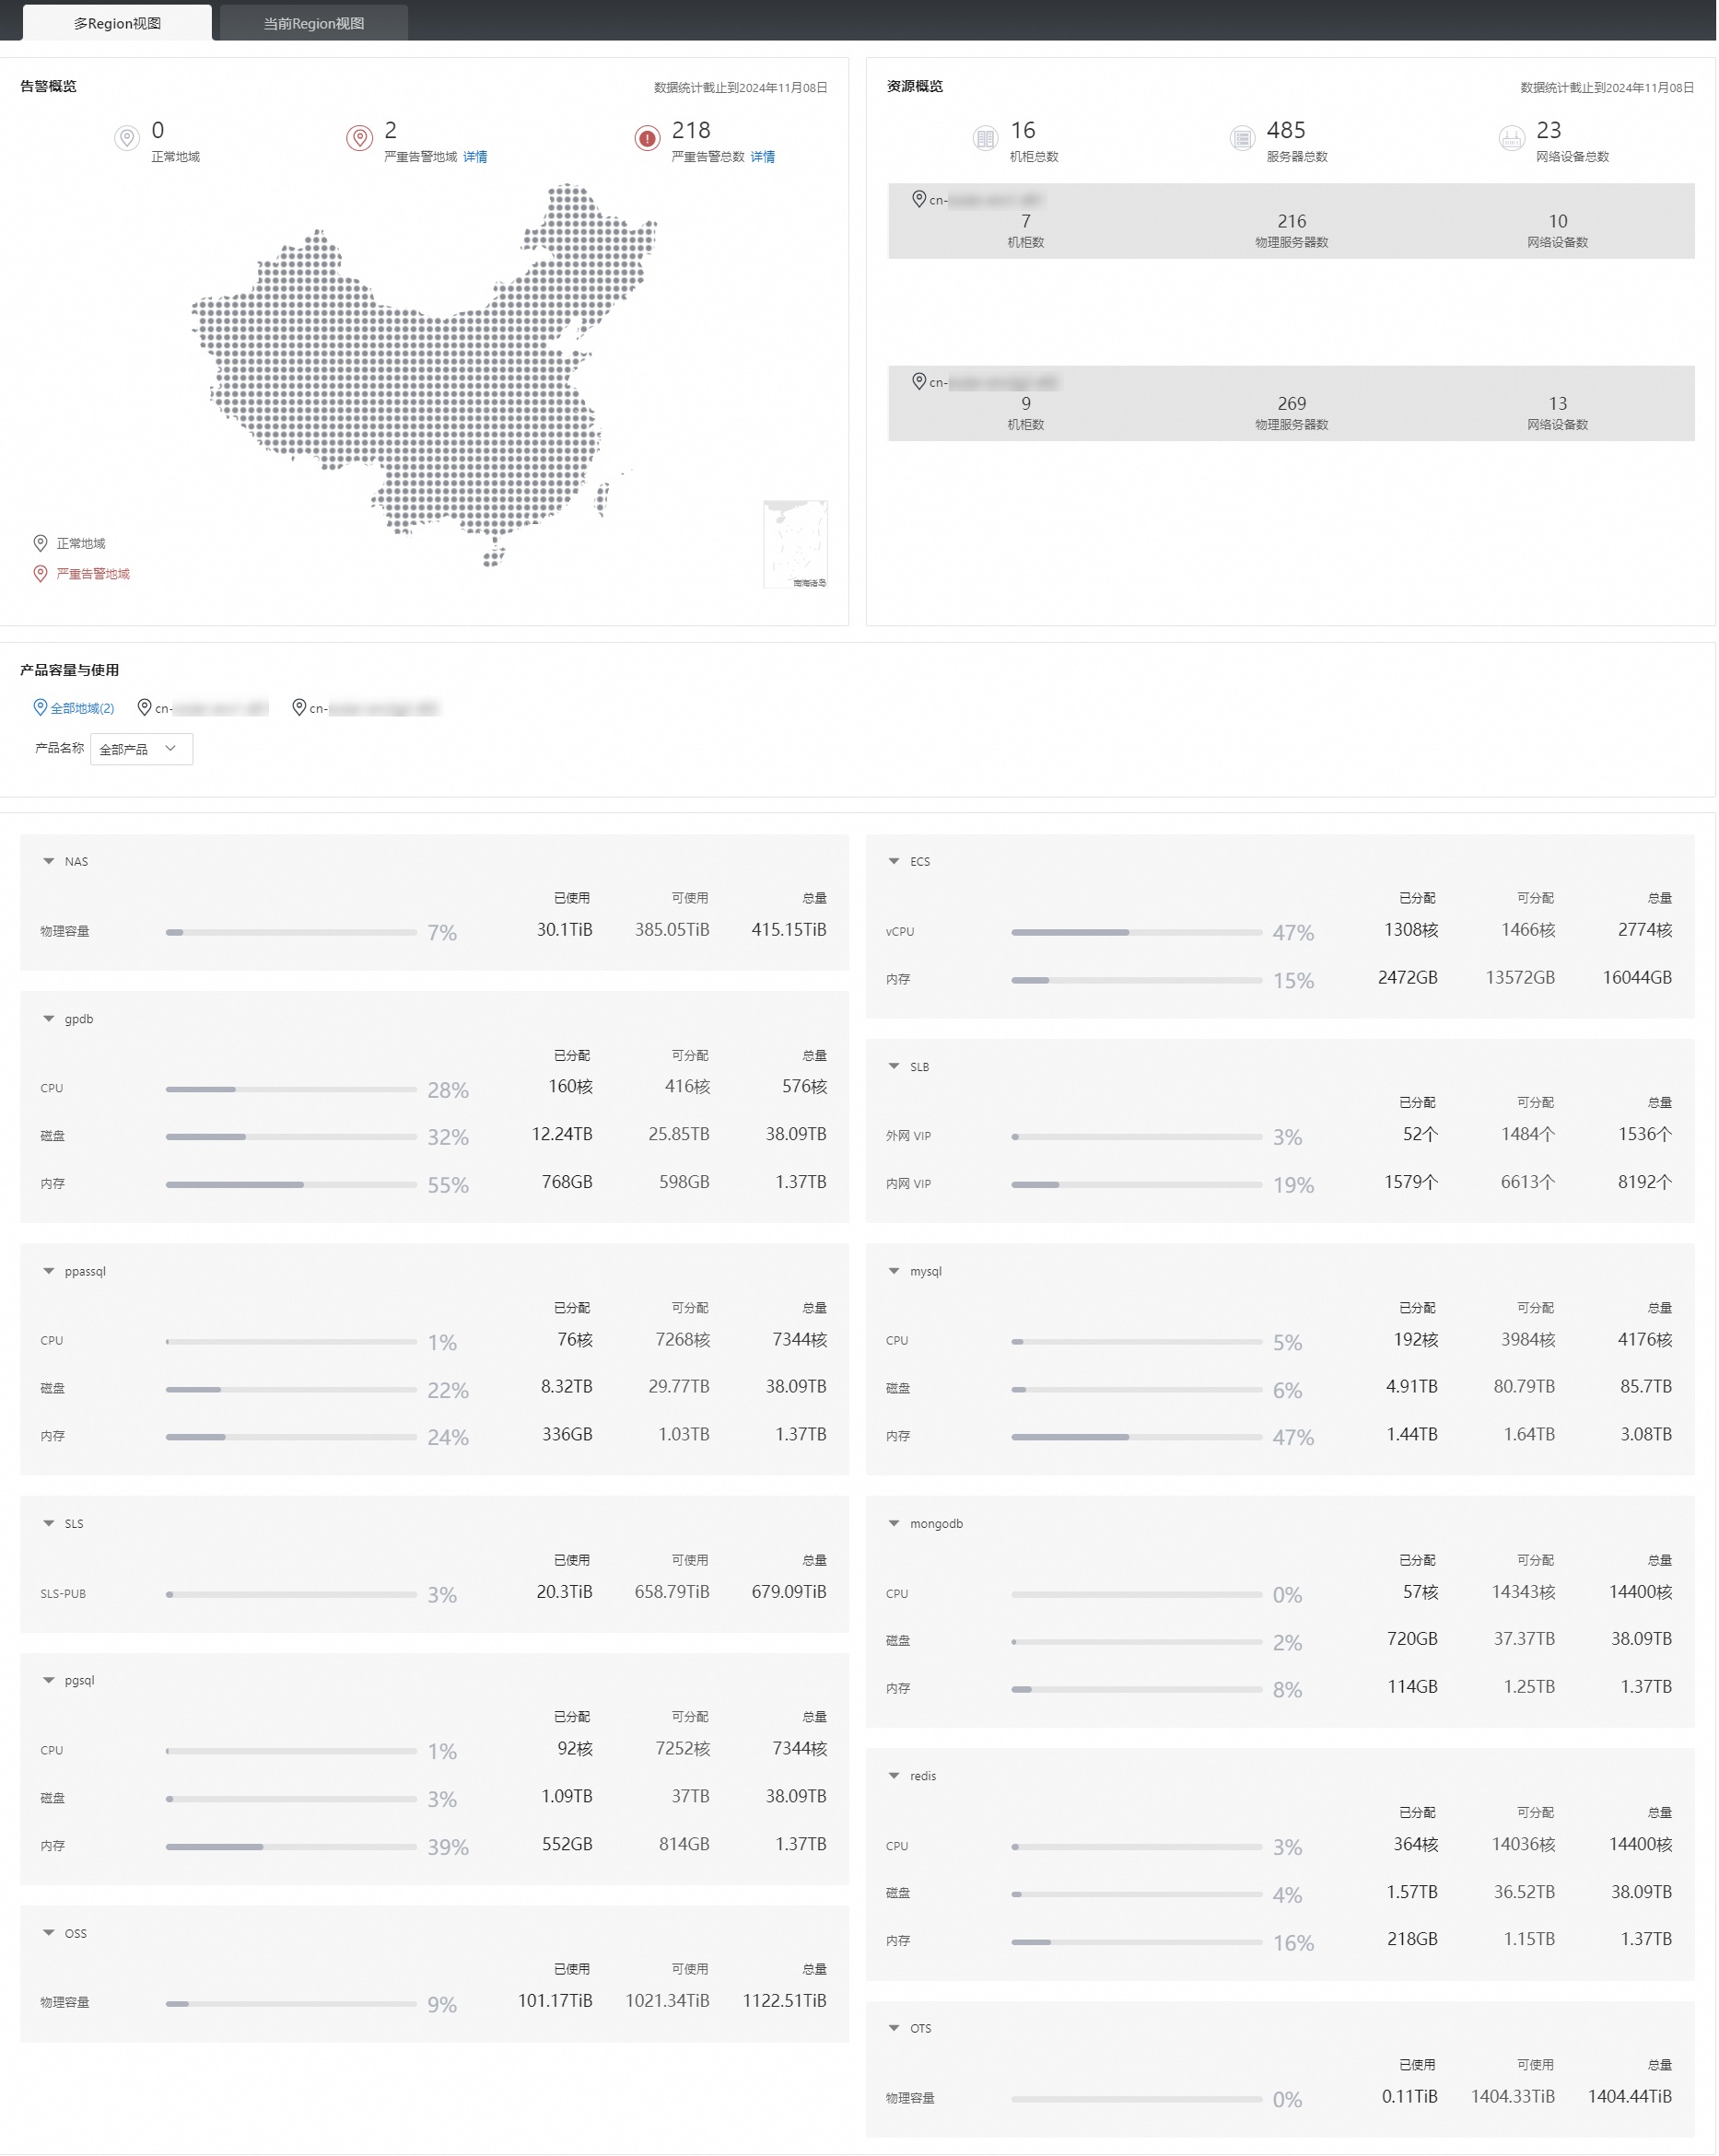 多Region视图
当前Region视图
告警概览
数据统计截止到2024年11月08日
0
正常地域
2
严重告警地域 详情
218
严重告警总数 详情
正常地域
严重告警地域
南海诸岛
资源概览
数据统计截止到2024年11月08日
16
机柜总数
485
服务器总数
23
网络设备总数
cn-
7
机柜数
216
物理服务器数
10
网络设备数
cn-
9
机柜数
269
物理服务器数
13
网络设备数
产品容量与使用
全部地域(2) cn- cn-
产品名称 全部产品
NAS
已使用 可使用 总量
物理容量 7% 30.1TiB 385.05TiB 415.15TiB
gpdb
已分配 可分配 总量
CPU 28% 160核 416核 576核
磁盘 32% 12.24TB 25.85TB 38.09TB
内存 55% 768GB 598GB 1.37TB
ppassql
已分配 可分配 总量
CPU 1% 76核 7268核 7344核
磁盘 22% 8.32TB 29.77TB 38.09TB
内存 24% 336GB 1.03TB 1.37TB
SLS
已使用 可使用 总量
SLS-PUB 3% 20.3TiB 658.79TiB 679.09TiB
pgsql
已分配 可分配 总量
CPU 1% 92核 7252核 7344核
磁盘 3% 1.09TB 37TB 38.09TB
内存 39% 552GB 814GB 1.37TB
OSS
已使用 可使用 总量
物理容量 9% 101.17TiB 1021.34TiB 1122.51TiB
ECS
已分配 可分配 总量
vCPU 47% 1308核 1466核 2774核
内存 15% 2472GB 13572GB 16044GB
SLB
已分配 可分配 总量
外网 VIP 3% 52个 1484个 1536个
内网 VIP 19% 1579个 6613个 8192个
mysql
已分配 可分配 总量
CPU 5% 192核 3984核 4176核
磁盘 6% 4.91TB 80.79TB 85.7TB
内存 47% 1.44TB 1.64TB 3.08TB
mongodb
已分配 可分配 总量
CPU 0% 57核 14343核 14400核
磁盘 2% 720GB 37.37TB 38.09TB
内存 8% 114GB 1.25TB 1.37TB
redis
已分配 可分配 总量
CPU 3% 364核 14036核 14400核
磁盘 4% 1.57TB 36.52TB 38.09TB
内存 16% 218GB 1.15TB 1.37TB
OTS
已使用 可使用 总量
物理容量 0% 0.11TiB 1404.33TiB 1404.44TiB